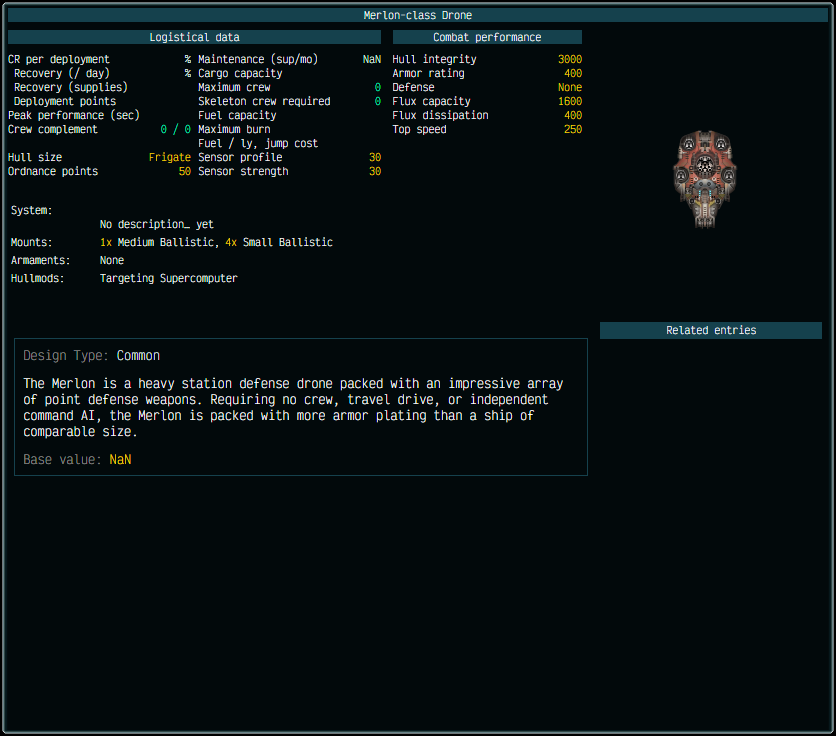 Merlon-class Drone
Logistical data
CR per deployment %
Recovery (/ day) %
Recovery (supplies)
Deployment points
Peak performance (sec)
Crew complement 0 / 0
Hull size Frigate
Ordnance points 50
Maintenance (sup/mo) NaN
Cargo capacity
Maximum crew 0
Skeleton crew required 0
Fuel capacity
Maximum burn
Fuel / ly, jump cost
Sensor profile 30
Sensor strength 30
Combat performance
Hull integrity 3000
Armor rating 400
Defense None
Flux capacity 1600
Flux dissipation 400
Top speed 250
System:
No description… yet
Mounts: 1x Medium Ballistic, 4x Small Ballistic
Armaments: None
Hullmods: Targeting Supercomputer
Related entries
Design Type: Common
The Merlon is a heavy station defense drone packed with an impressive array
of point defense weapons. Requiring no crew, travel drive, or independent
command AI, the Merlon is packed with more armor plating than a ship of
comparable size.
Base value: NaN